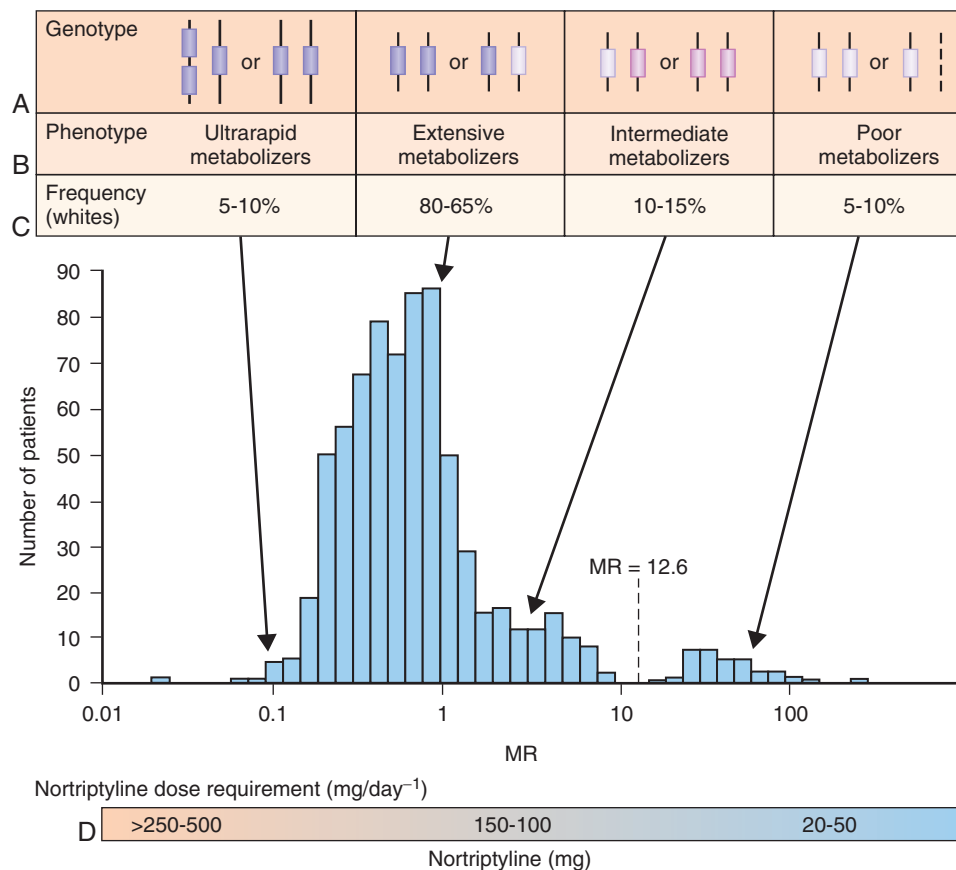 Genotype
or
or
or
or
A
Phenotype
Ultrarapid
metabolizers
Extensive
metabolizers
Intermediate
metabolizers
Poor
metabolizers
B
Frequency
(whites)
5-10%
80-65%
10-15%
5-10%
C
90
80
70
60
50
40
30
20
10
0
Number of patients
MR = 12.6
0.01
0.1
1
10
100
MR
Nortriptyline dose requirement (mg/day⁻¹)
D
>250-500
150-100
20-50
Nortriptyline (mg)